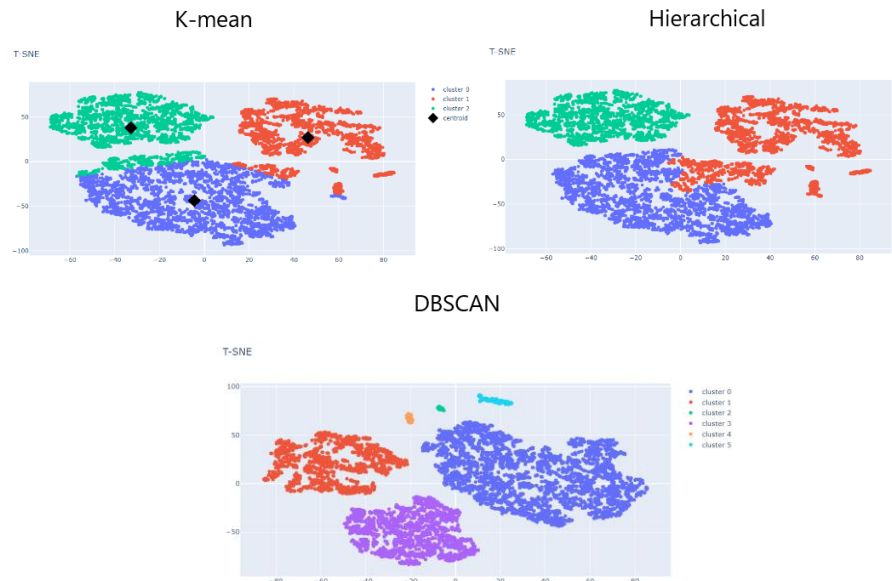 K-mean
Hierarchical
T-SNE
T-SNE
cluster 0
cluster 1
cluster 2
centroid
50
0
−50
−100
−60
−40
−20
0
20
40
60
80
50
0
−50
−100
−60
−40
−20
0
20
40
60
80
DBSCAN
T-SNE
cluster 0
cluster 1
cluster 2
cluster 3
cluster 4
cluster 5
100
50
0
−50
−80
−60
−40
−20
0
20
40
60
80